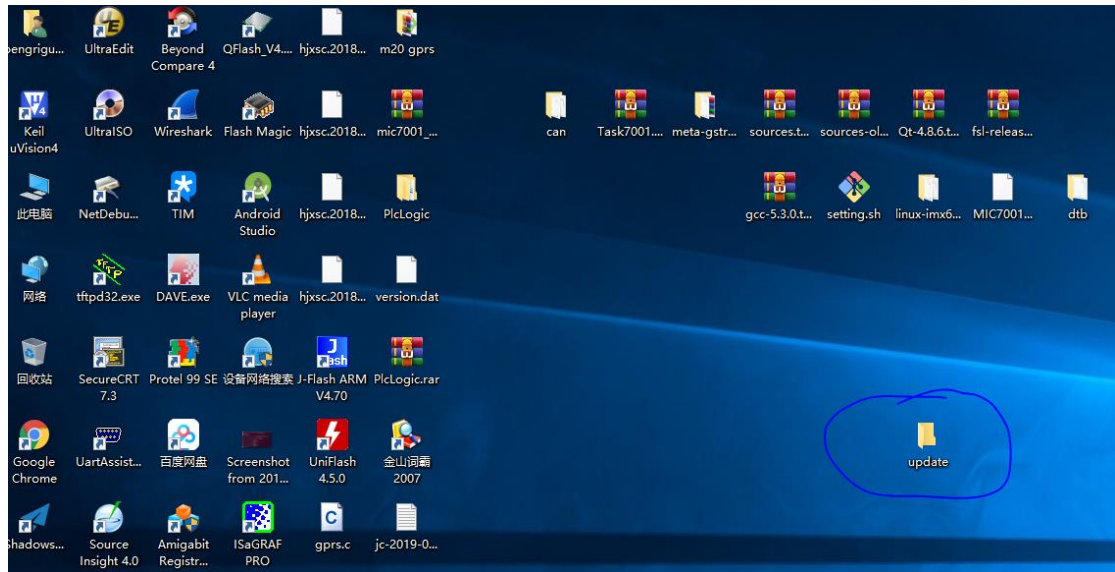 pengrigu...
UltraEdit
Beyond
Compare 4
QFlash_V4....
hjxsc.2018...
m20 gprs
Keil
uVision4
UltraISO
Wireshark
Flash Magic
hjxsc.2018...
mic7001_...
can
Task7001....
meta-gstr...
sources.t...
sources-ol...
Qt-4.8.6.t...
fsl-releas...
此电脑
NetDebu...
TIM
Android
Studio
hjxsc.2018...
PlcLogic
gcc-5.3.0.t...
setting.sh
linux-imx6...
MIC7001...
dtb
网络
tftpd32.exe
DAVE.exe
VLC media
player
hjxsc.2018...
version.dat
回收站
SecureCRT
7.3
Protel 99 SE
设备网络搜索
J-Flash ARM
V4.70
PlcLogic.rar
Google
Chrome
UartAssist...
百度网盘
Screenshot
from 201...
UniFlash
4.5.0
金山词霸
2007
update
Shadows...
Source
Insight 4.0
Amigabit
Registr...
ISaGRAF
PRO
gprs.c
jc-2019-0...